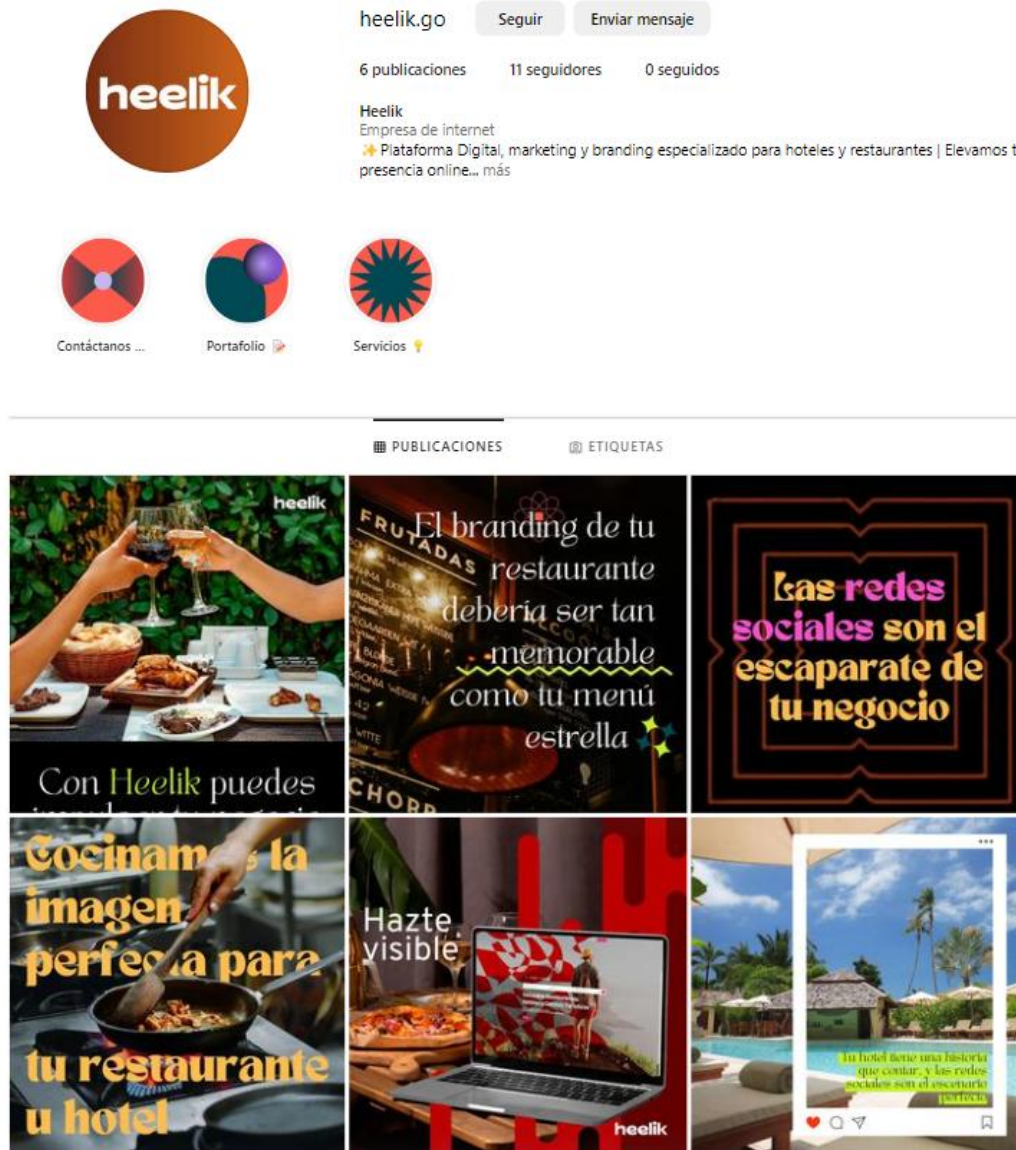 heelik
heelik.go
Seguir
Enviar mensaje
6 publicaciones
11 seguidores
0 seguidos
Heelik
Empresa de internet
✨ Plataforma Digital, marketing y branding especializado para hoteles y restaurantes | Elevamos t
presencia online... más
Contáctanos ...
Portafolio 📝
Servicios 💡
PUBLICACIONES
ETIQUETAS
heelik
Con Heelik puedes
FRUTADAS
El branding de tu
restaurante
debería ser tan
memorable
como tu menú
estrella
WITTE
CHOPP
Las redes
sociales son el
escaparate de
tu negocio
Cocinamos la
imagen
perfecta para
tu restaurante
u hotel
Hazte
visible
heelik
Tu hotel tiene una historia
que contar, y las redes
sociales son el escenario
perfecto